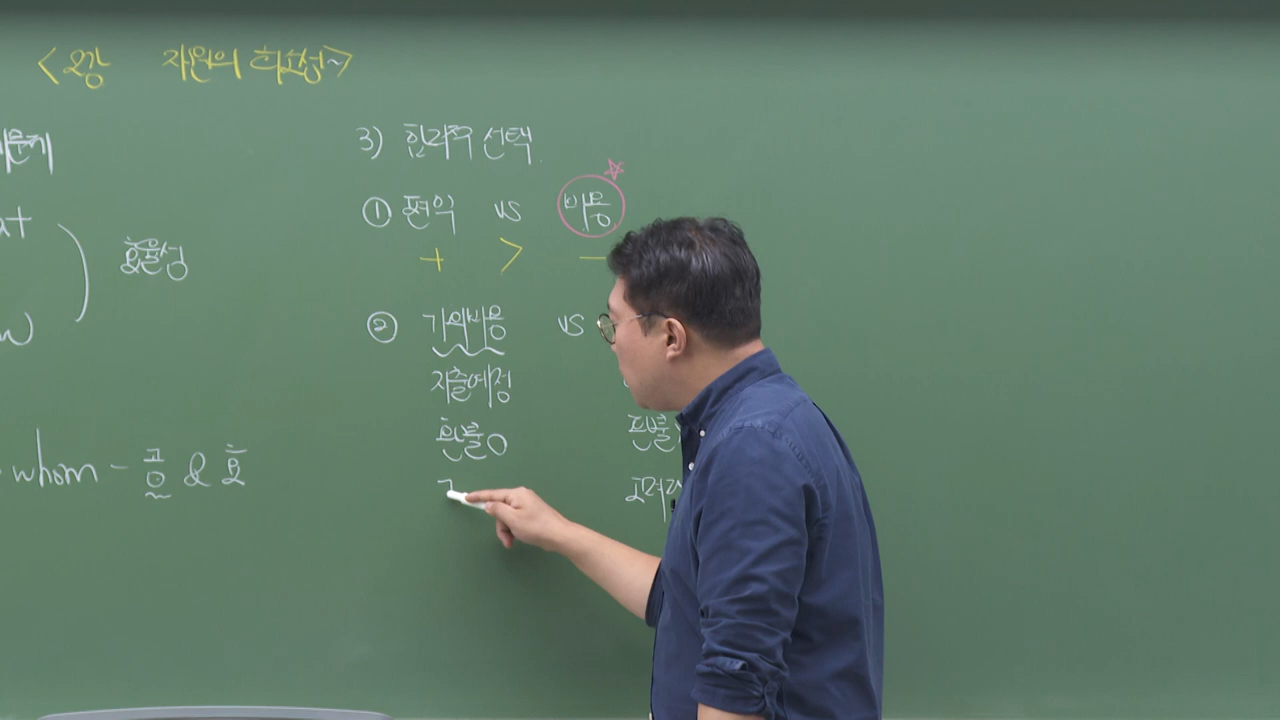 <2강 자원의 희소성~>
문제
at
효율성
w
whom - 공 & 효
3) 합리적 선택.
① 편익 vs 비용
+ > -
② 기회비용 vs
지출예정
환불O 환불
ㄱ 고려